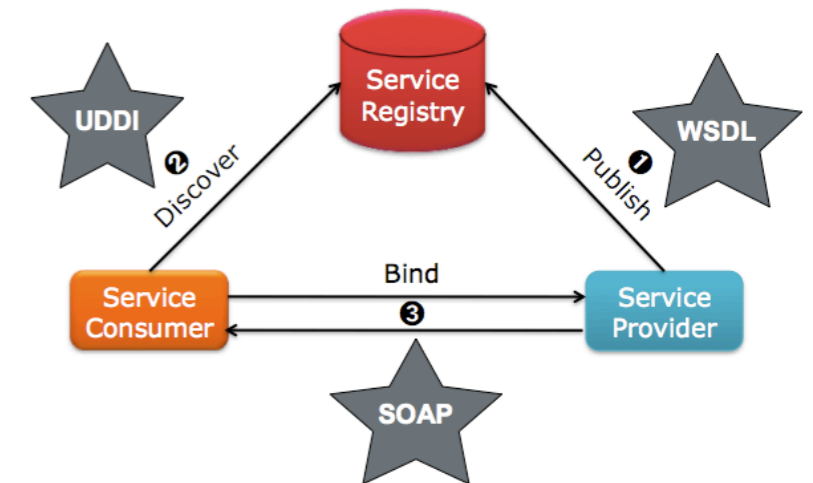 Service
Registry
UDDI
WSDL
❷
Discover
❶
Publish
Bind
❸
Service
Consumer
Service
Provider
SOAP